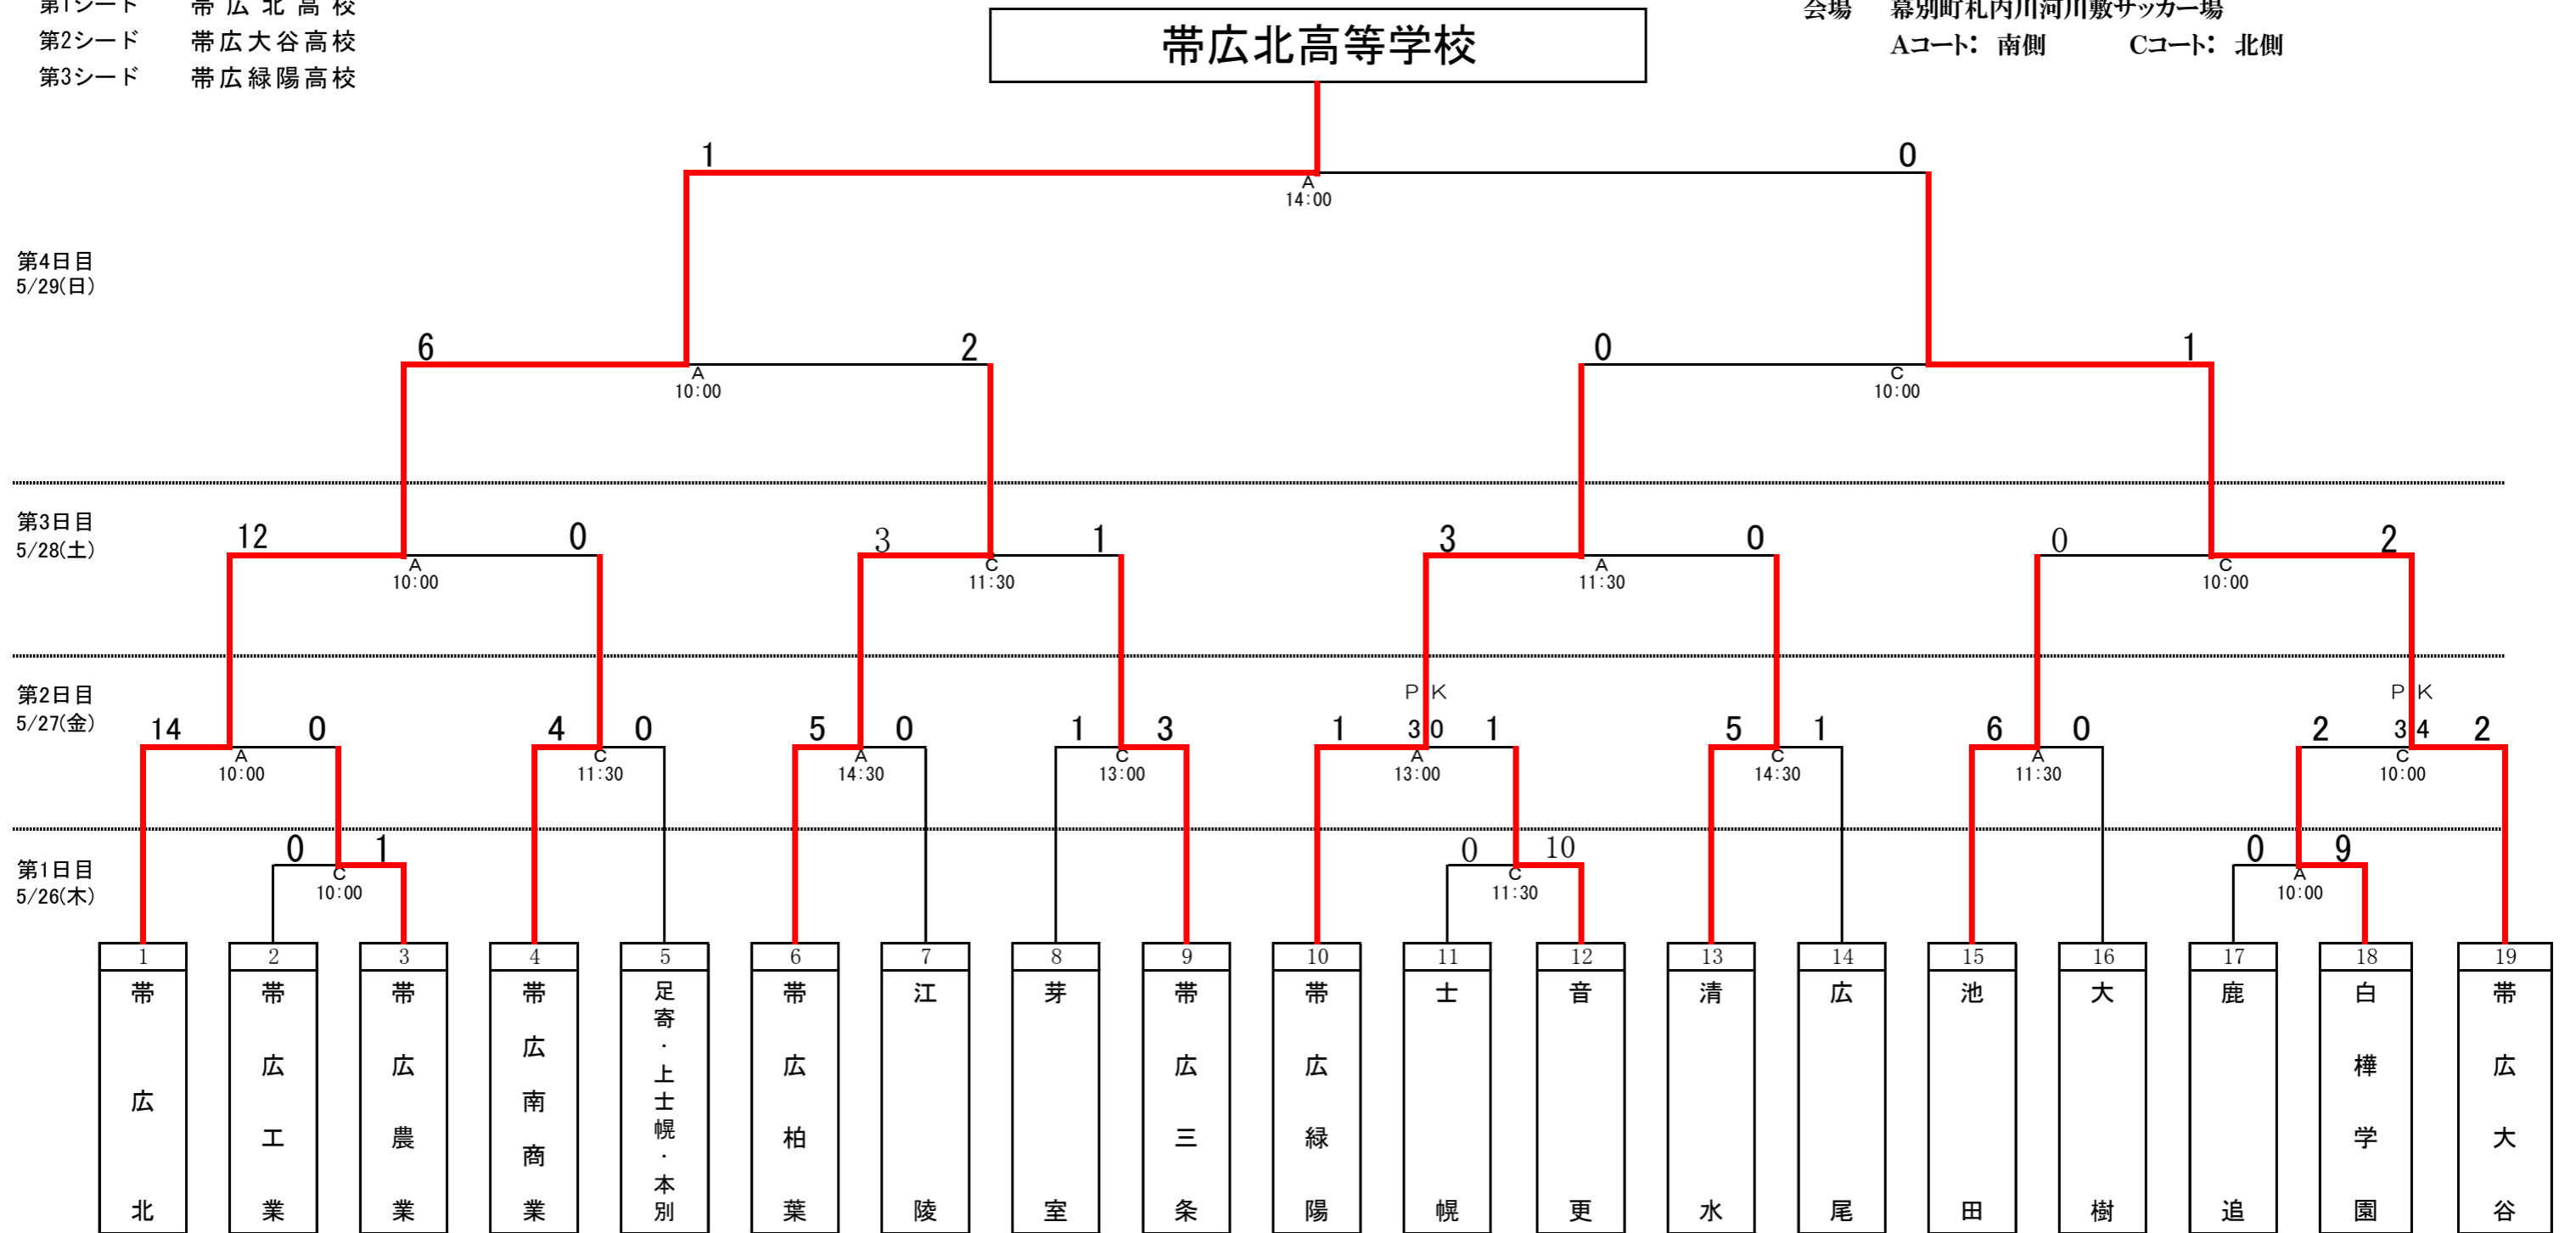 第1シード 帯広北高校
第2シード 帯広大谷高校
第3シード 帯広緑陽高校
帯広北高等学校
会場 幕別町札内川河川敷サッカー場
Aコート： 南側 Cコート： 北側
1 0
A
14:00
第4日目
5/29(日)
6 2 0 1
A C
10:00 10:00
第3日目
5/28(土)
12 0 3 1 3 0 0 2
A C A C
10:00 11:30 11:30 10:00
第2日目
5/27(金)
PK PK
14 0 4 0 5 0 1 3 1 3 0 1 5 1 6 0 2 3 4 2
A C A C A C A C
10:00 11:30 14:30 13:00 13:00 14:30 11:30 10:00
第1日目
5/26(木)
0 1 0 10 0 9
C C A
10:00 11:30 10:00
1 2 3 4 5 6 7 8 9 10 11 12 13 14 15 16 17 18 19
帯広北
帯広工業
帯広農業
帯広南商業
足寄・上士幌・本別
帯広柏葉
江陵
芽室
帯広三条
帯広緑陽
士幌
音更
清水
広尾
池田
大樹
鹿追
白樺学園
帯広大谷